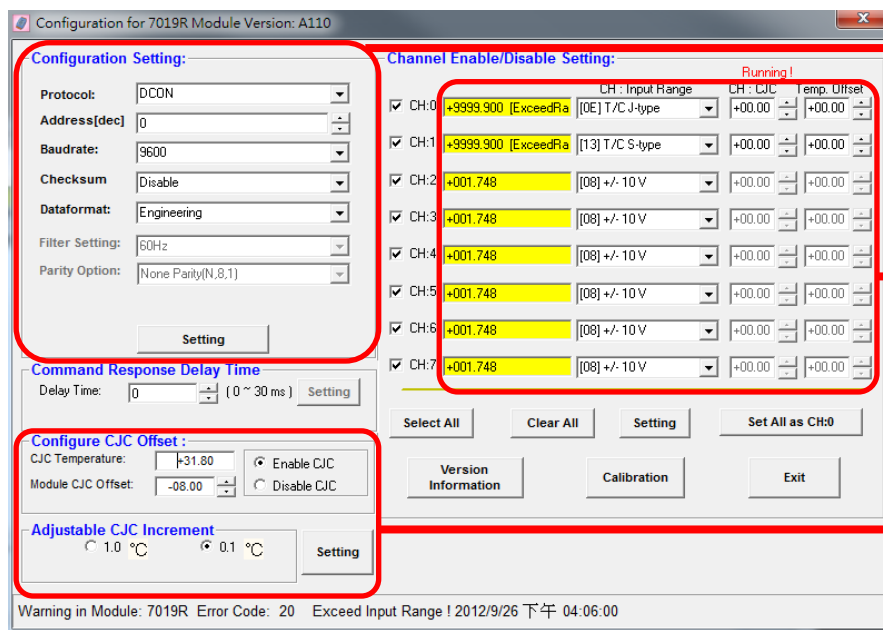 Configuration for 7019R Module Version: A110
Configuration Setting:
Protocol: DCON
Address[dec] 0
Baudrate: 9600
Checksum Disable
Dataformat: Engineering
Filter Setting: 60Hz
Parity Option: None Parity(N,8,1)
Setting
Command Response Delay Time
Delay Time: 0 ( 0 ~ 30 ms ) Setting
Configure CJC Offset :
CJC Temperature: +31.80
Module CJC Offset: -08.00
Enable CJC
Disable CJC
Adjustable CJC Increment
1.0 °C 0.1 °C
Setting
Channel Enable/Disable Setting:
Running !
CH : Input Range CH : CJC Temp. Offset
CH:0 +9999.900 [ExceedRa [0E] T/C J-type +00.00 +00.00
CH:1 +9999.900 [ExceedRa [13] T/C S-type +00.00 +00.00
CH:2 +001.748 [08] +/- 10 V +00.00 +00.00
CH:3 +001.748 [08] +/- 10 V +00.00 +00.00
CH:4 +001.748 [08] +/- 10 V +00.00 +00.00
CH:5 +001.748 [08] +/- 10 V +00.00 +00.00
CH:6 +001.748 [08] +/- 10 V +00.00 +00.00
CH:7 +001.748 [08] +/- 10 V +00.00 +00.00
Select All Clear All Setting Set All as CH:0
Version
Information
Calibration
Exit
Warning in Module: 7019R Error Code: 20 Exceed Input Range ! 2012/9/26 下午 04:06:00